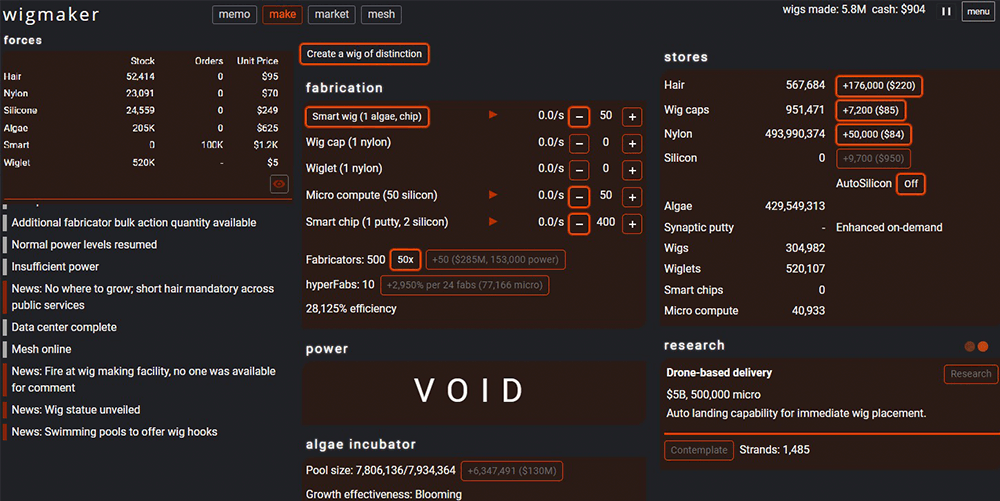 wigmaker
memo make market mesh
wigs made: 5.8M cash: $904
menu
forces
Stock Orders Unit Price
Hair 52,414 0 $95
Nylon 23,091 0 $70
Silicone 24,559 0 $249
Algae 205K 0 $625
Smart 0 100K $1.2K
Wiglet 520K - $5
Additional fabricator bulk action quantity available
Normal power levels resumed
Insufficient power
News: No where to grow; short hair mandatory across
public services
Data center complete
Mesh online
News: Fire at wig making facility, no one was available
for comment
News: Wig statue unveiled
News: Swimming pools to offer wig hooks
Create a wig of distinction
fabrication
Smart wig (1 algae, chip) 0.0/s − 50 +
Wig cap (1 nylon) 0.0/s − 0 +
Wiglet (1 nylon) 0.0/s − 0 +
Micro compute (50 silicon) 0.0/s − 50 +
Smart chip (1 putty, 2 silicon) 0.0/s − 400 +
Fabricators: 500 50x +50 ($285M, 153,000 power)
hyperFabs: 10 +2,950% per 24 fabs (77,166 micro)
28,125% efficiency
power
VOID
algae incubator
Pool size: 7,806,136/7,934,364 +6,347,491 ($130M)
Growth effectiveness: Blooming
stores
Hair 567,684 +176,000 ($220)
Wig caps 951,471 +7,200 ($85)
Nylon 493,990,374 +50,000 ($84)
Silicon 0 +9,700 ($950)
AutoSilicon Off
Algae 429,549,313
Synaptic putty - Enhanced on-demand
Wigs 304,982
Wiglets 520,107
Smart chips 0
Micro compute 40,933
research
Drone-based delivery Research
$5B, 500,000 micro
Auto landing capability for immediate wig placement.
Contemplate Strands: 1,485